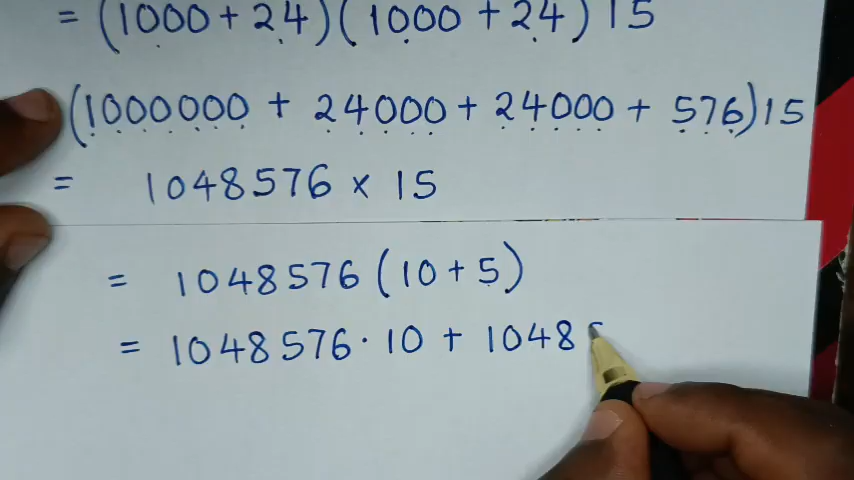 = (1000 + 24)(1000 + 24)15
(1000000 + 24000 + 24000 + 576)15
= 1048576 × 15
= 1048576(10 + 5)
= 1048576 · 10 + 1048